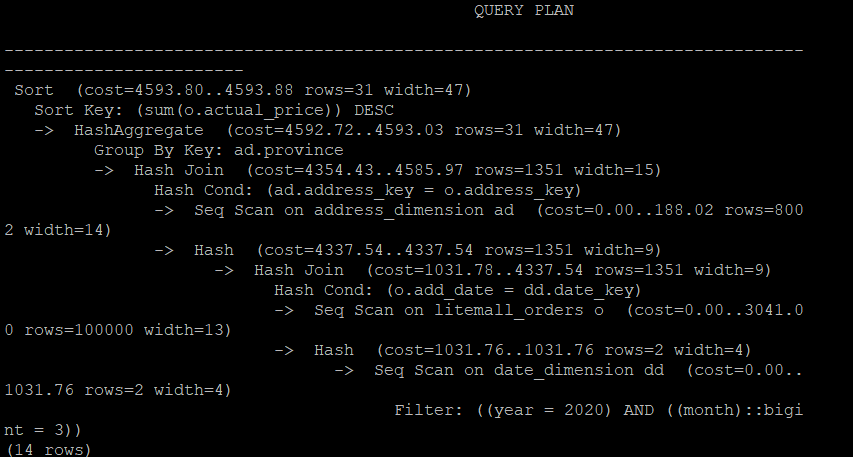 QUERY PLAN
--------------------------------------------------------------------------------
------------------------
Sort  (cost=4593.80..4593.88 rows=31 width=47)
Sort Key: (sum(o.actual_price)) DESC
->  HashAggregate  (cost=4592.72..4593.03 rows=31 width=47)
Group By Key: ad.province
->  Hash Join  (cost=4354.43..4585.97 rows=1351 width=15)
Hash Cond: (ad.address_key = o.address_key)
->  Seq Scan on address_dimension ad  (cost=0.00..188.02 rows=800
2 width=14)
->  Hash  (cost=4337.54..4337.54 rows=1351 width=9)
->  Hash Join  (cost=1031.78..4337.54 rows=1351 width=9)
Hash Cond: (o.add_date = dd.date_key)
->  Seq Scan on litemall_orders o  (cost=0.00..3041.0
0 rows=100000 width=13)
->  Hash  (cost=1031.76..1031.76 rows=2 width=4)
->  Seq Scan on date_dimension dd  (cost=0.00..
1031.76 rows=2 width=4)
Filter: ((year = 2020) AND ((month)::bigi
nt = 3))
(14 rows)